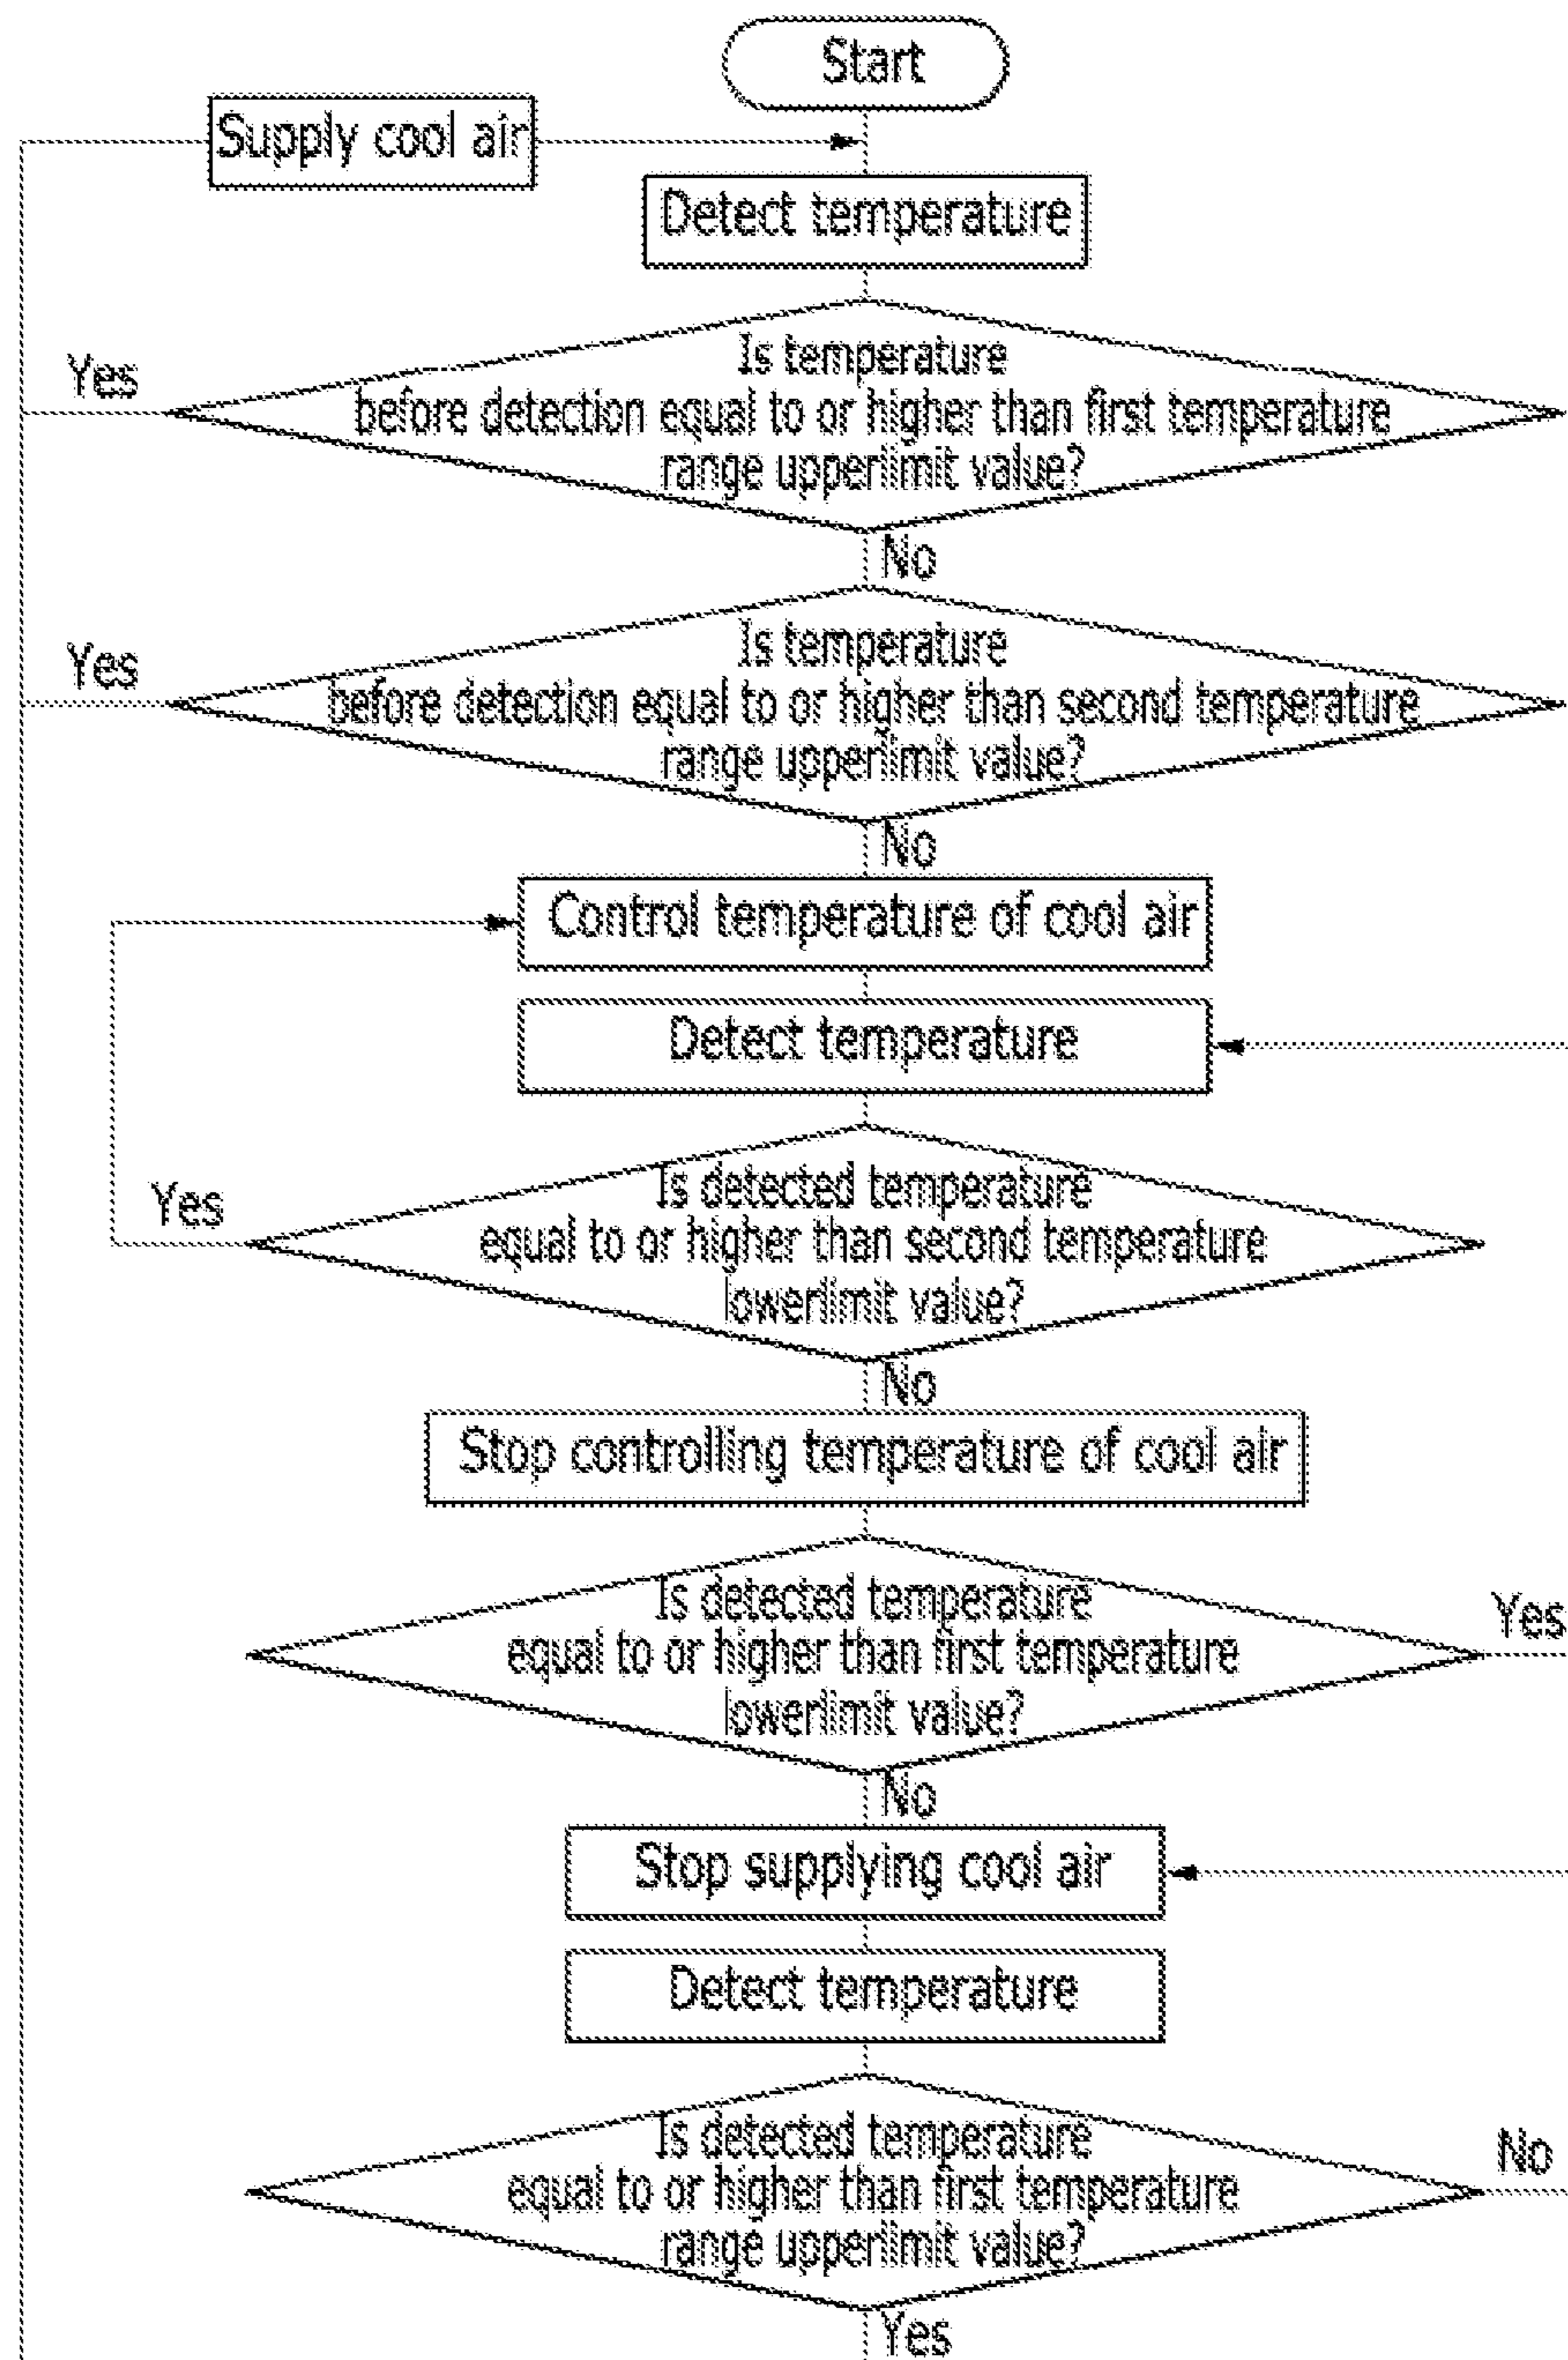 Start
Supply cool air
Detect temperature
Is temperature
before detection equal to or higher than first temperature
range upperlimit value?
Yes
No
Is temperature
before detection equal to or higher than second temperature
range upperlimit value?
Yes
No
Control temperature of cool air
Detect temperature
Is detected temperature
equal to or higher than second temperature
lowerlimit value?
Yes
No
Stop controlling temperature of cool air
Is detected temperature
equal to or higher than first temperature
lowerlimit value?
Yes
No
Stop supplying cool air
Detect temperature
Is detected temperature
equal to or higher than first temperature
range upperlimit value?
No
Yes